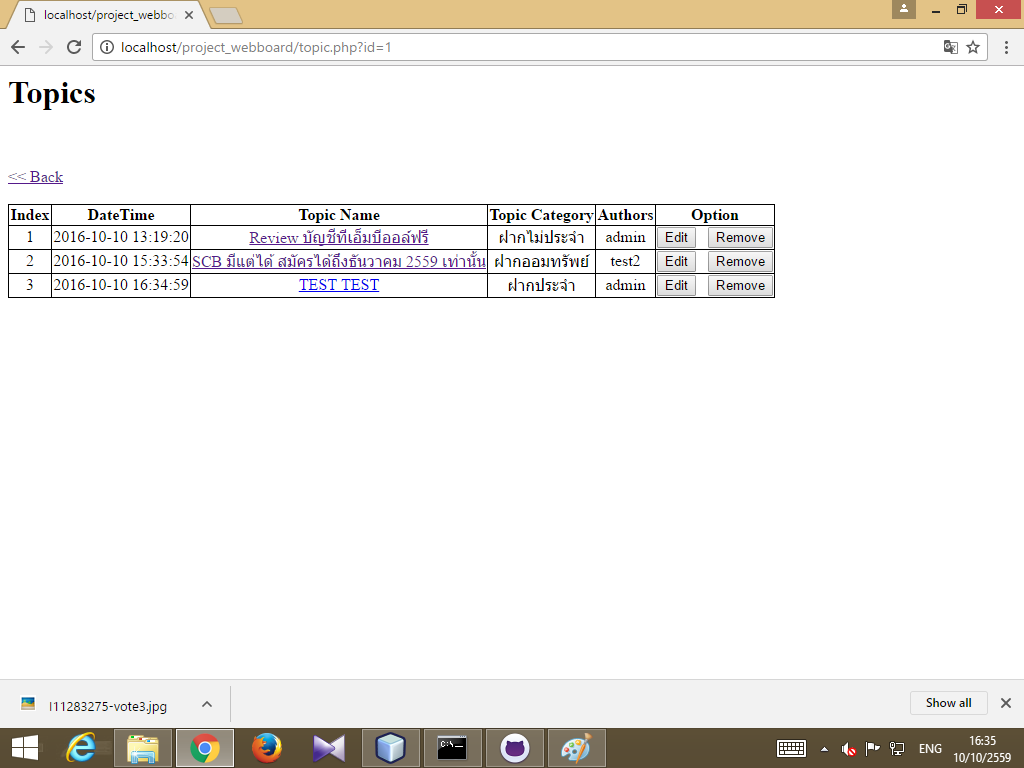 localhost/project_webbo
localhost/project_webboard/topic.php?id=1
Topics
<< Back
Index DateTime Topic Name Topic Category Authors Option
1 2016-10-10 13:19:20 Review บัญชีทีเอ็มบีออล์ฟรี ฝากไม่ประจำ admin Edit Remove
2 2016-10-10 15:33:54 SCB มีแต่ได้ สมัครได้ถึงธันวาคม 2559 เท่านั้น ฝากออมทรัพย์ test2 Edit Remove
3 2016-10-10 16:34:59 TEST TEST ฝากประจำ admin Edit Remove
I11283275-vote3.jpg Show all
C:\_
ENG 16:35
10/10/2559